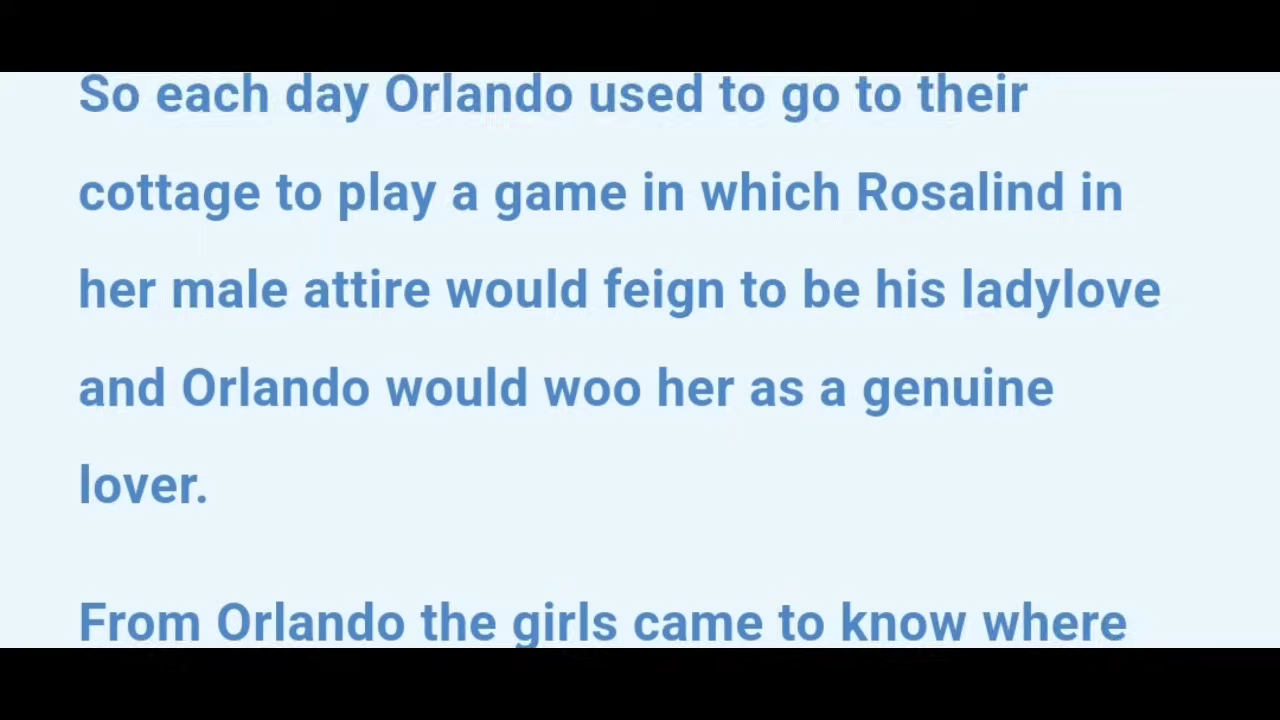 So each day Orlando used to go to their
cottage to play a game in which Rosalind in
her male attire would feign to be his ladylove
and Orlando would woo her as a genuine
lover.
From Orlando the girls came to know where